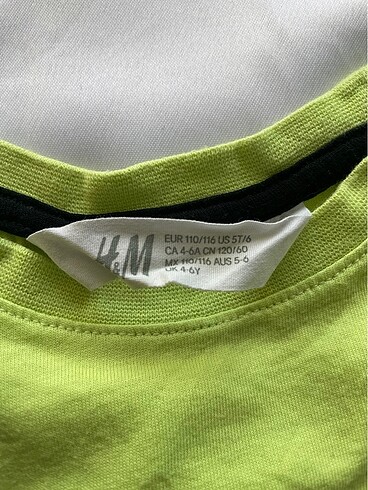 H&M
EUR 110/116 US 5T/6
CA 4-6A CN 120/60
MX 110/116 AUS 5-6
UK 4-6Y